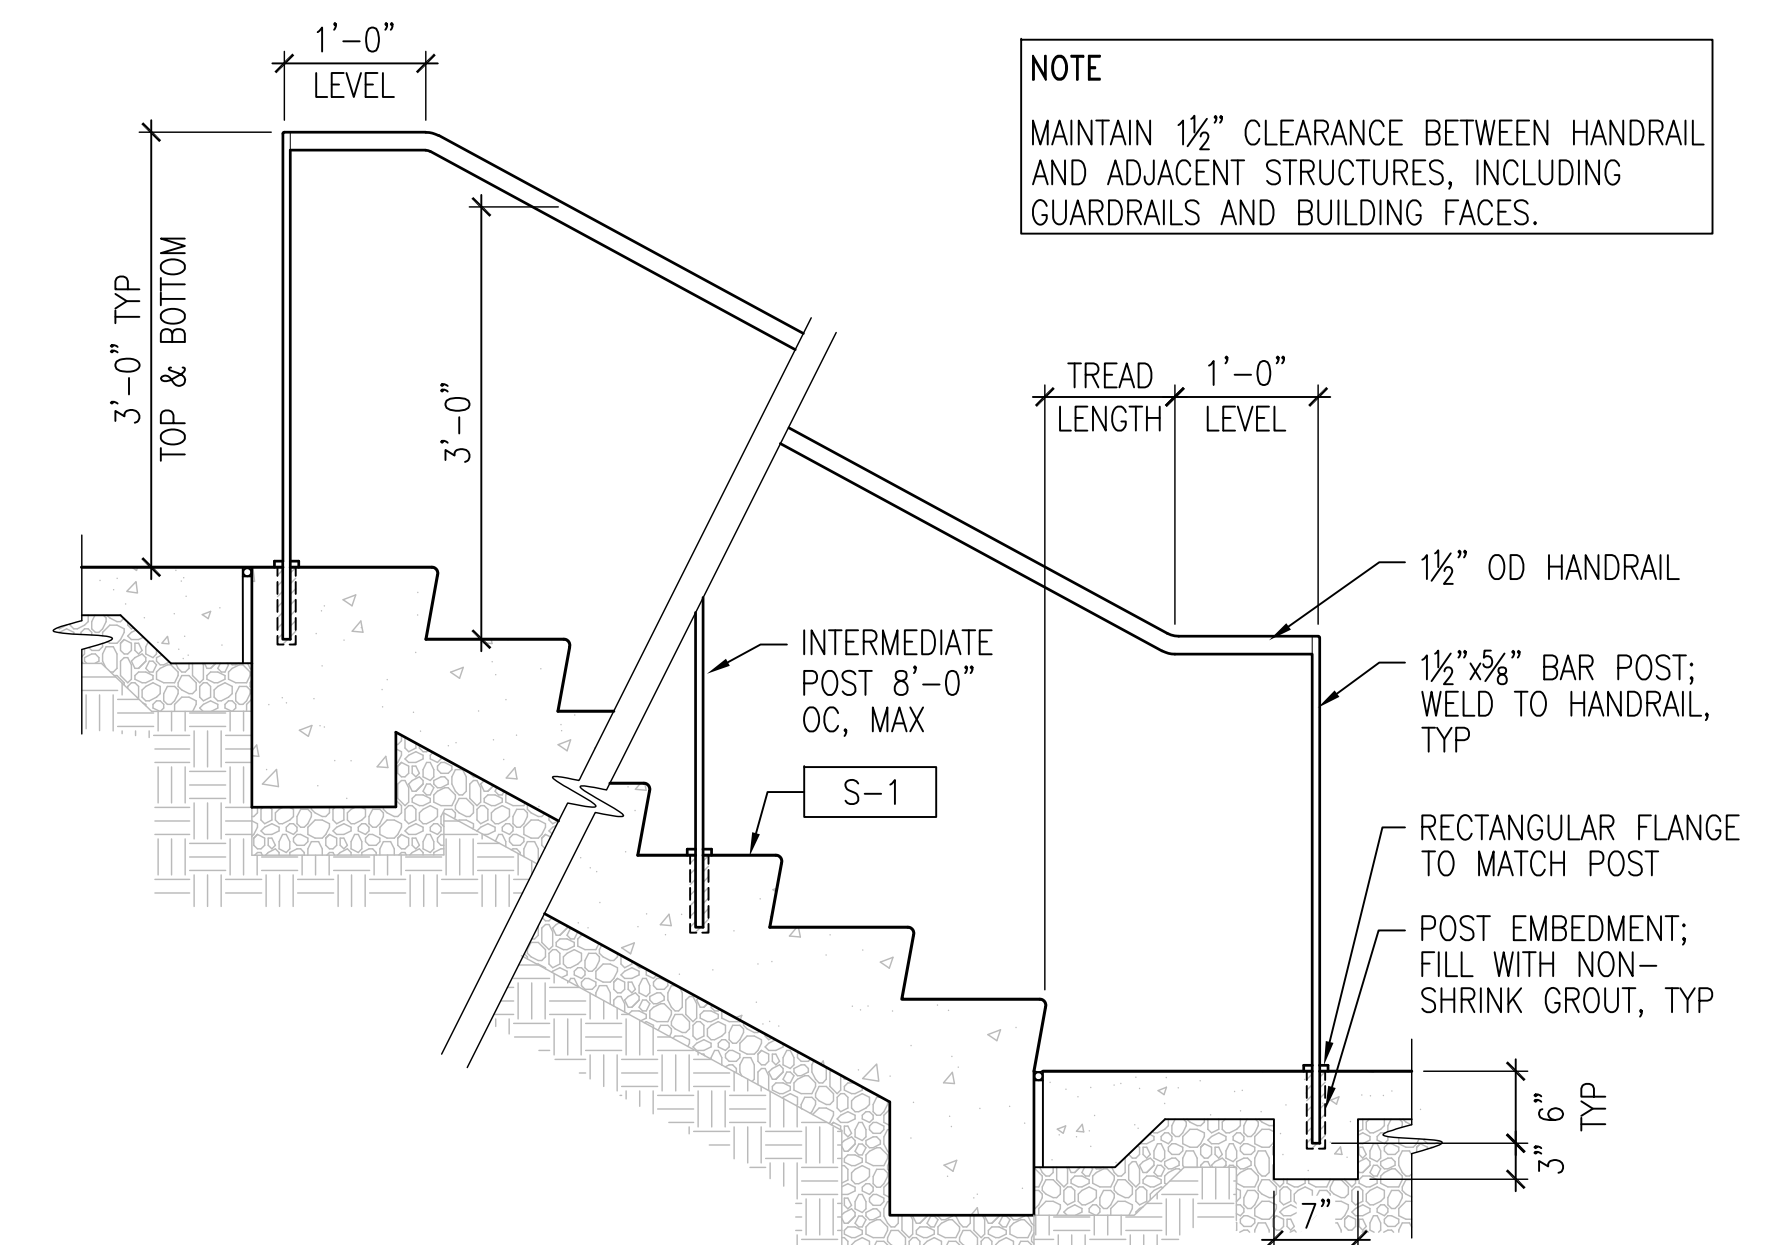 1'-0"
LEVEL
NOTE
MAINTAIN 1½" CLEARANCE BETWEEN HANDRAIL
AND ADJACENT STRUCTURES, INCLUDING
GUARDRAILS AND BUILDING FACES.
3'-0" TYP
TOP & BOTTOM
3'-0"
TREAD
LENGTH
1'-0"
LEVEL
1½" OD HANDRAIL
INTERMEDIATE
POST 8'-0"
OC, MAX
1½"x⅝" BAR POST;
WELD TO HANDRAIL,
TYP
S-1
RECTANGULAR FLANGE
TO MATCH POST
POST EMBEDMENT;
FILL WITH NON-
SHRINK GROUT, TYP
6"
TYP
3"
7"